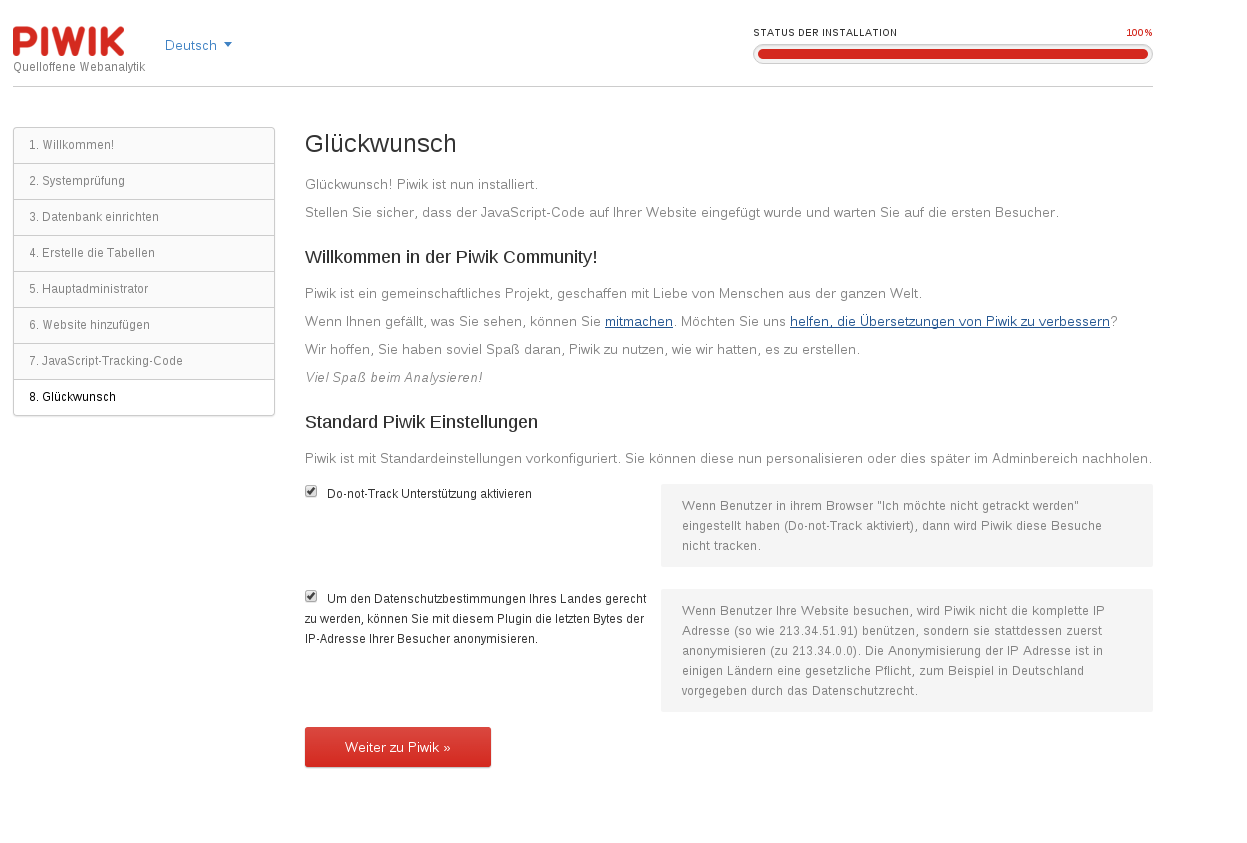 PIWIK
Quelloffene Webanalytik
Deutsch
STATUS DER INSTALLATION 100%
1. Willkommen!
2. Systemprüfung
3. Datenbank einrichten
4. Erstelle die Tabellen
5. Hauptadministrator
6. Website hinzufügen
7. JavaScript-Tracking-Code
8. Glückwunsch
Glückwunsch
Glückwunsch! Piwik ist nun installiert.
Stellen Sie sicher, dass der JavaScript-Code auf Ihrer Website eingefügt wurde und warten Sie auf die ersten Besucher.
Willkommen in der Piwik Community!
Piwik ist ein gemeinschaftliches Projekt, geschaffen mit Liebe von Menschen aus der ganzen Welt.
Wenn Ihnen gefällt, was Sie sehen, können Sie mitmachen. Möchten Sie uns helfen, die Übersetzungen von Piwik zu verbessern?
Wir hoffen, Sie haben soviel Spaß daran, Piwik zu nutzen, wie wir hatten, es zu erstellen.
Viel Spaß beim Analysieren!
Standard Piwik Einstellungen
Piwik ist mit Standardeinstellungen vorkonfiguriert. Sie können diese nun personalisieren oder dies später im Adminbereich nachholen.
Do-not-Track Unterstützung aktivieren
Wenn Benutzer in ihrem Browser "Ich möchte nicht getrackt werden"
eingestellt haben (Do-not-Track aktiviert), dann wird Piwik diese Besuche
nicht tracken.
Um den Datenschutzbestimmungen Ihres Landes gerecht
zu werden, können Sie mit diesem Plugin die letzten Bytes der
IP-Adresse Ihrer Besucher anonymisieren.
Wenn Benutzer Ihre Website besuchen, wird Piwik nicht die komplette IP
Adresse (so wie 213.34.51.91) benützen, sondern sie stattdessen zuerst
anonymisieren (zu 213.34.0.0). Die Anonymisierung der IP Adresse ist in
einigen Ländern eine gesetzliche Pflicht, zum Beispiel in Deutschland
vorgegeben durch das Datenschutzrecht.
Weiter zu Piwik »